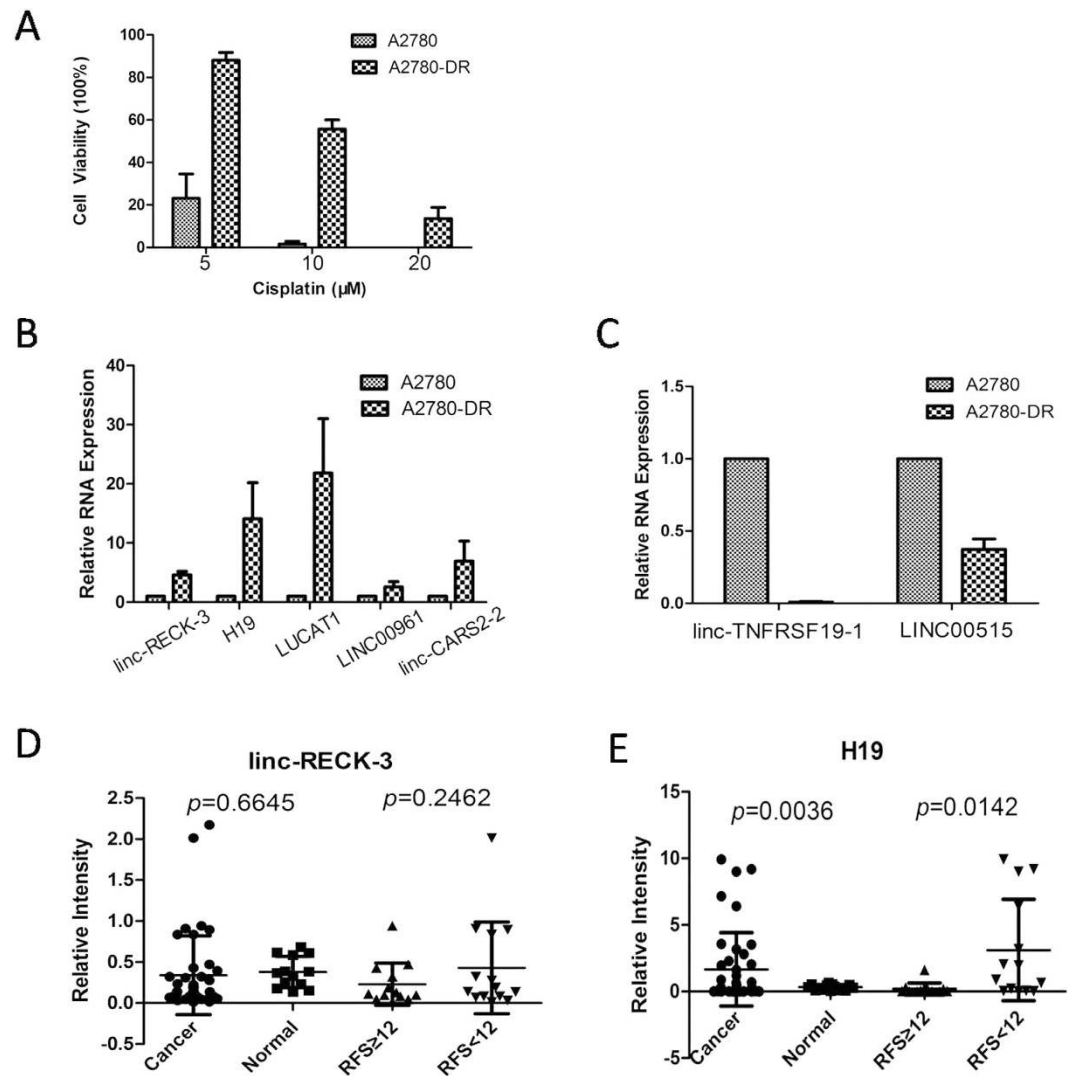 A
Cell Viability (100%)
100
80
60
40
20
0
A2780
A2780-DR
5 10 20
Cisplatin (µM)
B
Relative RNA Expression
40
30
20
10
0
A2780
A2780-DR
linc-RECK-3 H19 LUCAT1 LINC00961 linc-CARS2-2
C
Relative RNA Expression
1.5
1.0
0.5
0.0
A2780
A2780-DR
linc-TNFRSF19-1 LINC00515
D
linc-RECK-3
Relative Intensity
2.5
2.0
1.5
1.0
0.5
0.0
-0.5
p=0.6645 p=0.2462
Cancer Normal RFS≥12 RFS<12
E
H19
Relative Intensity
15
10
5
0
-5
p=0.0036 p=0.0142
Cancer Normal RFS≥12 RFS<12